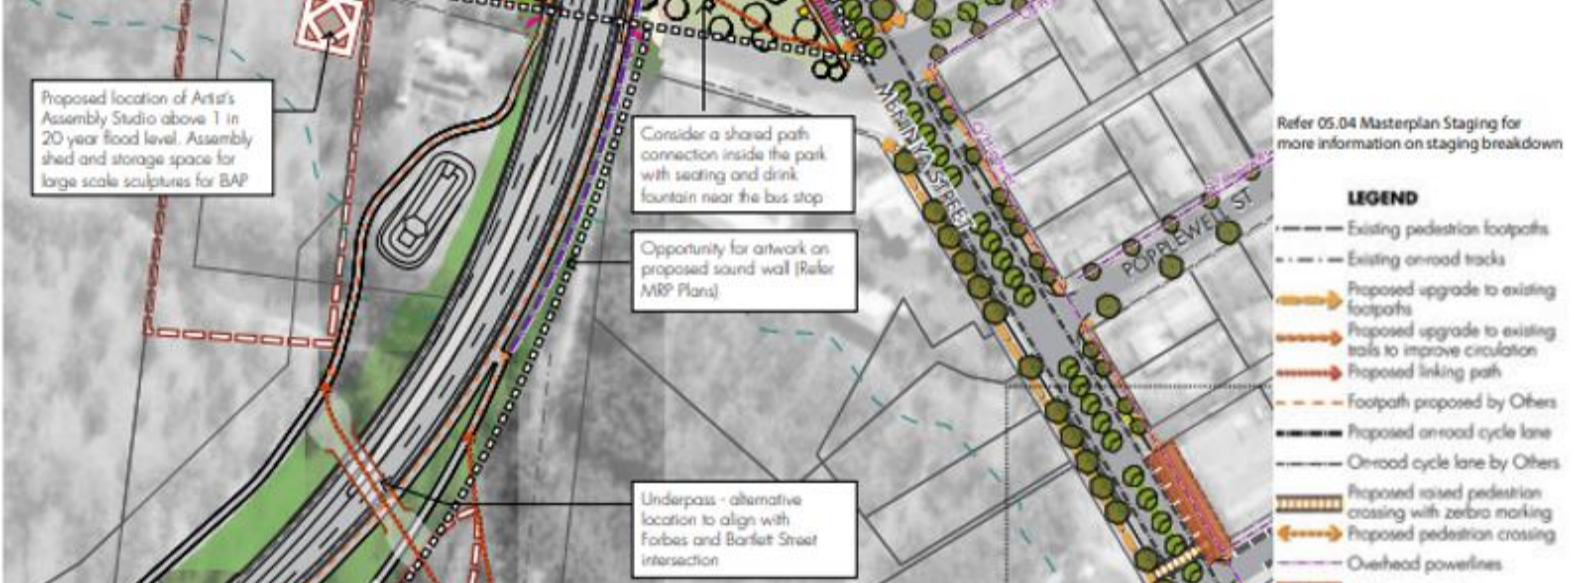 Proposed location of Artist's
Assembly Studio above 1 in
20 year flood level. Assembly
shed and storage space for
large scale sculptures for BAP
Consider a shared path
connection inside the park
with seating and drink
fountain near the bus stop
Opportunity for artwork on
proposed sound wall (Refer
MRP Plans)
Underpass - alternative
location to align with
Forbes and Bartlett Street
intersection
STREET
POPPLEWELL ST
Refer 05.04 Masterplan Staging for
more information on staging breakdown
LEGEND
Existing pedestrian footpaths
Existing on-road tracks
Proposed upgrade to existing
footpaths
Proposed upgrade to existing
trails to improve circulation
Proposed linking path
Footpath proposed by Others
Proposed on-road cycle lane
On-road cycle lane by Others
Proposed raised pedestrian
crossing with zerbra marking
Proposed pedestrian crossing
Overhead powerlines